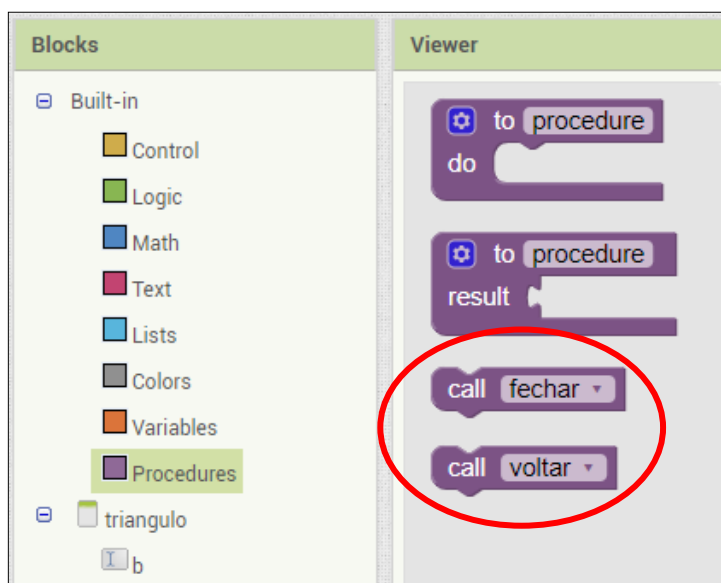 Blocks
Built-in
Control
Logic
Math
Text
Lists
Colors
Variables
Procedures
triangulo
b
Viewer
to procedure
do
to procedure
result
call fechar
call voltar